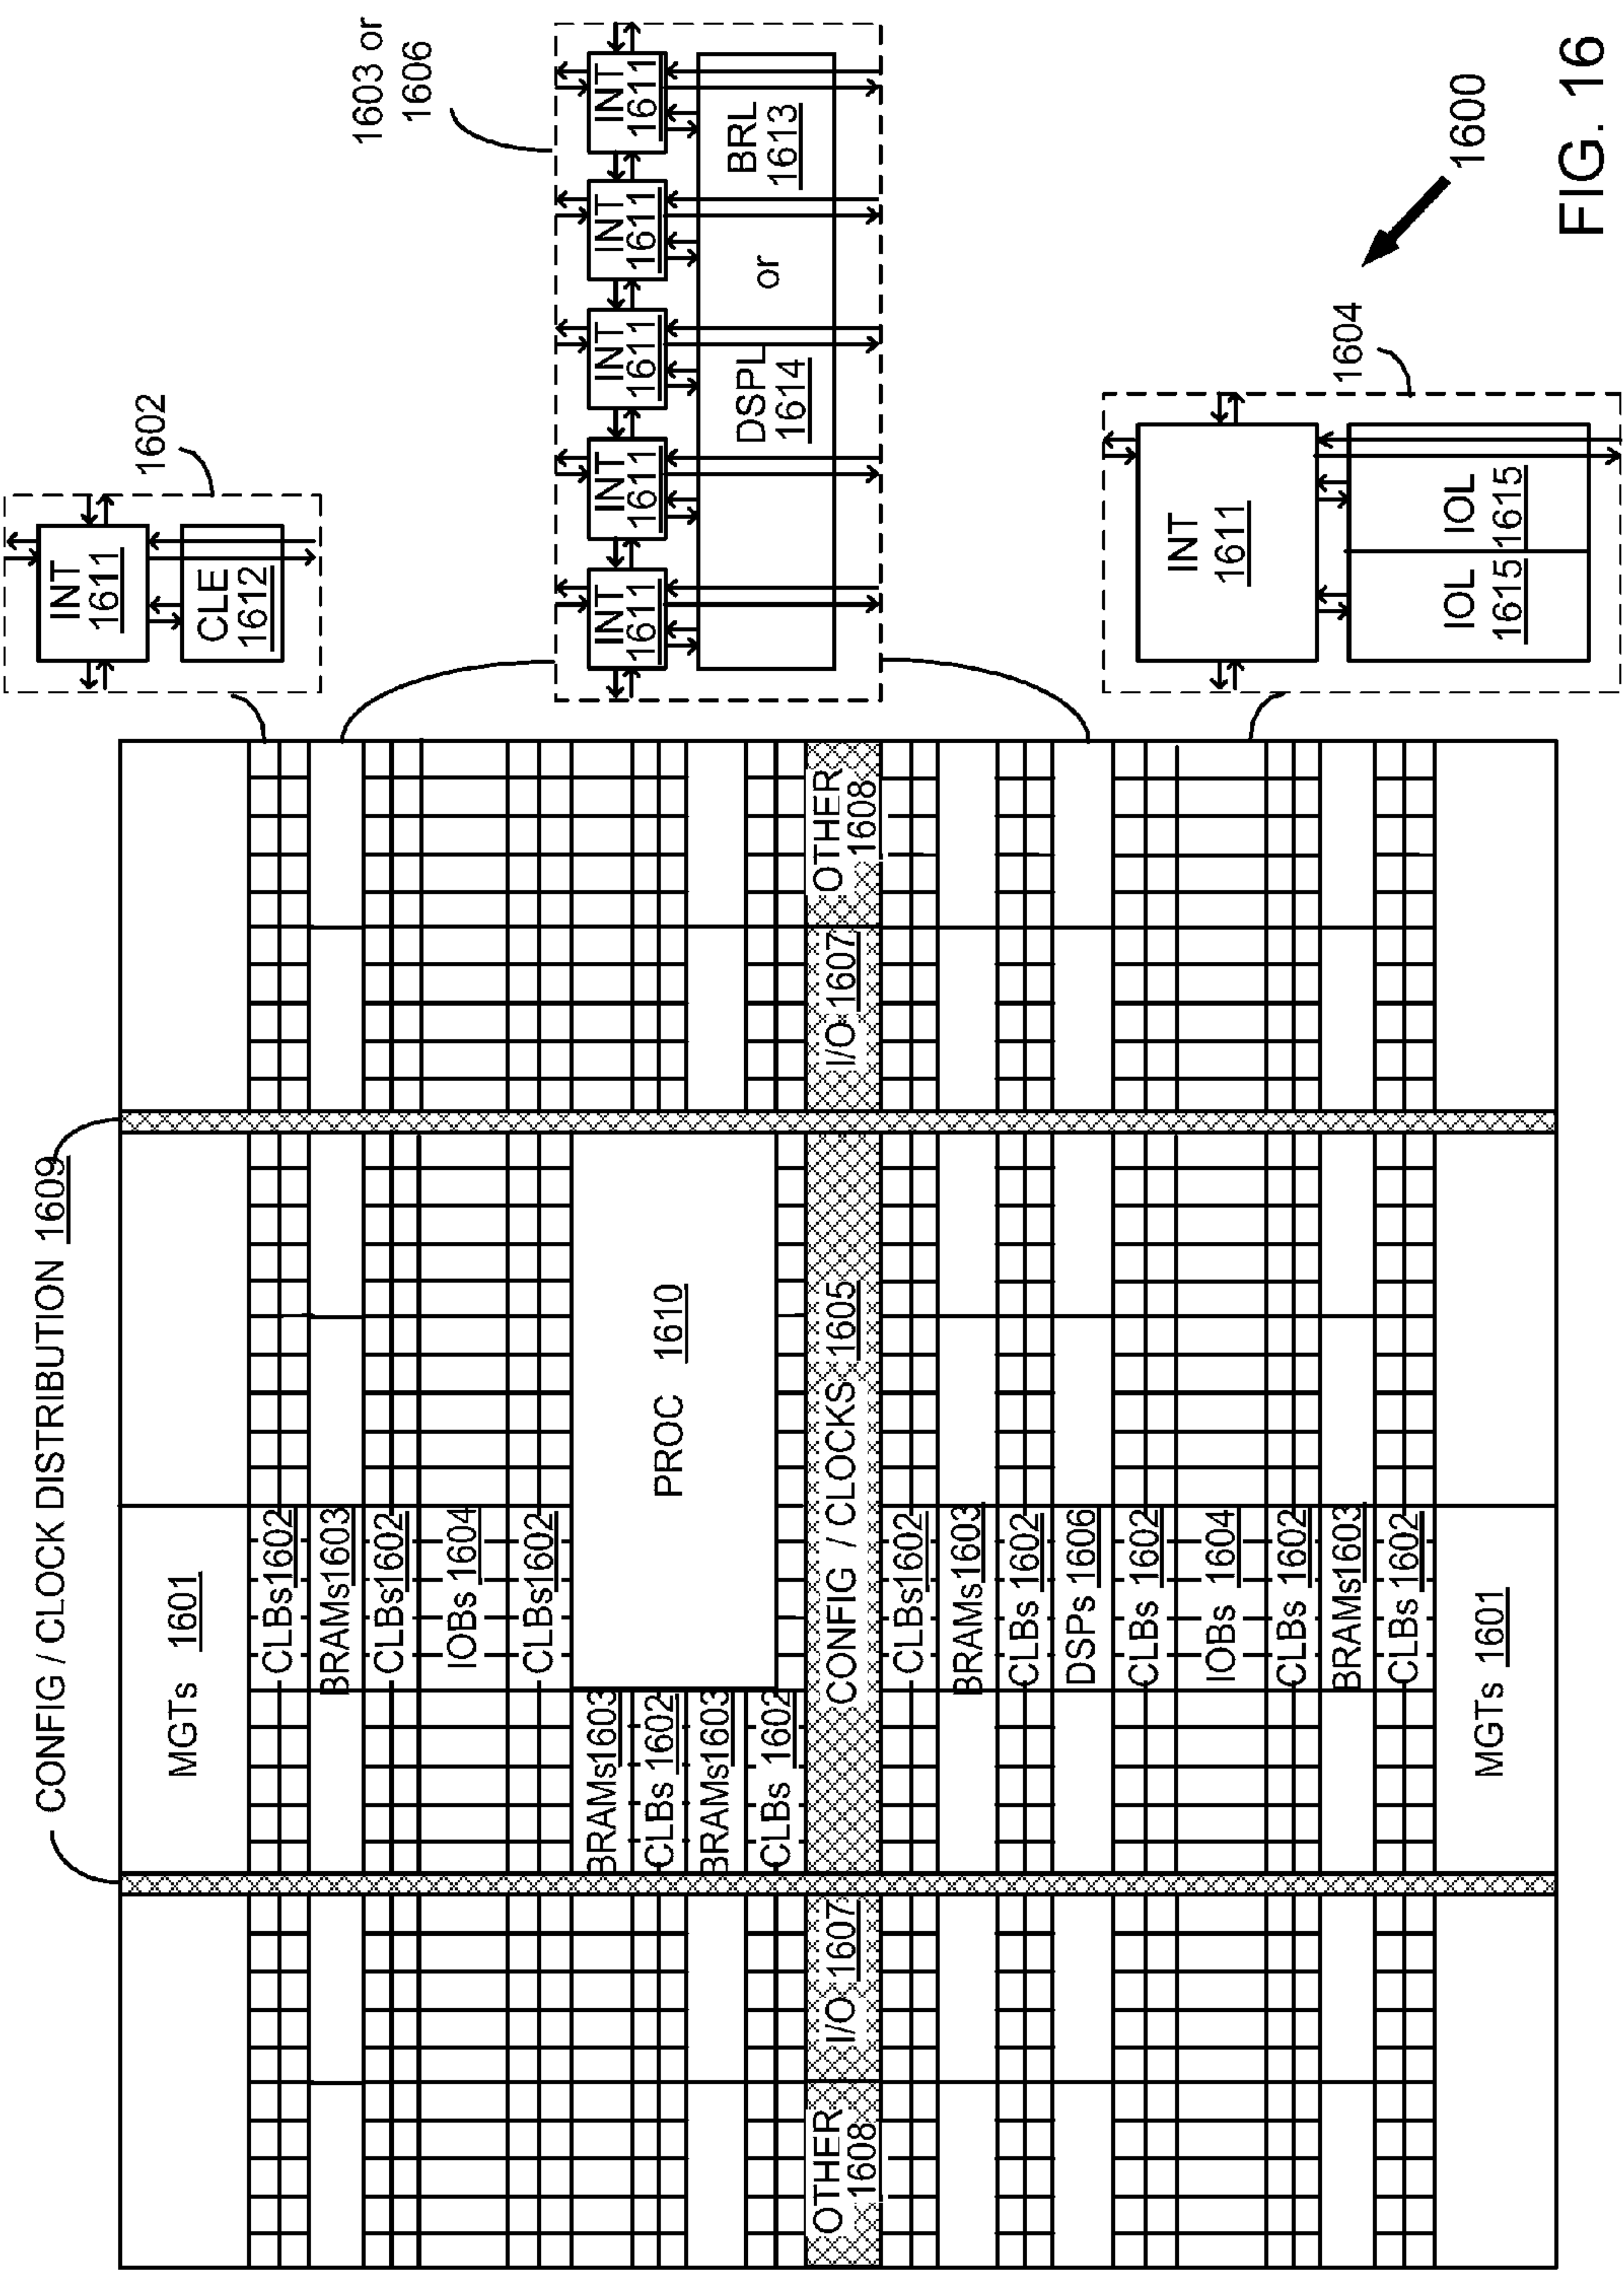 CONFIG / CLOCK DISTRIBUTION 1609
MGTs 1601
CLBs 1602
BRAMs 1603
CLBs 1602
IOBs 1604
CLBs 1602
BRAMs 1603
CLBs 1602
BRAMs 1603
CLBs 1602
PROC 1610
OTHER
1608
I/O 1607
CONFIG / CLOCKS 1605
I/O 1607
OTHER
1608
CLBs 1602
BRAMs 1603
CLBs 1602
DSPs 1606
CLBs 1602
IOBs 1604
CLBs 1602
BRAMs 1603
CLBs 1602
MGTs 1601
1602
INT
1611
CLE
1612
1603 or
1606
INT
1611
INT
1611
INT
1611
INT
1611
INT
1611
DSPL
1614
or
BRL
1613
1604
INT
1611
IOL
1615
IOL
1615
1600
FIG. 16